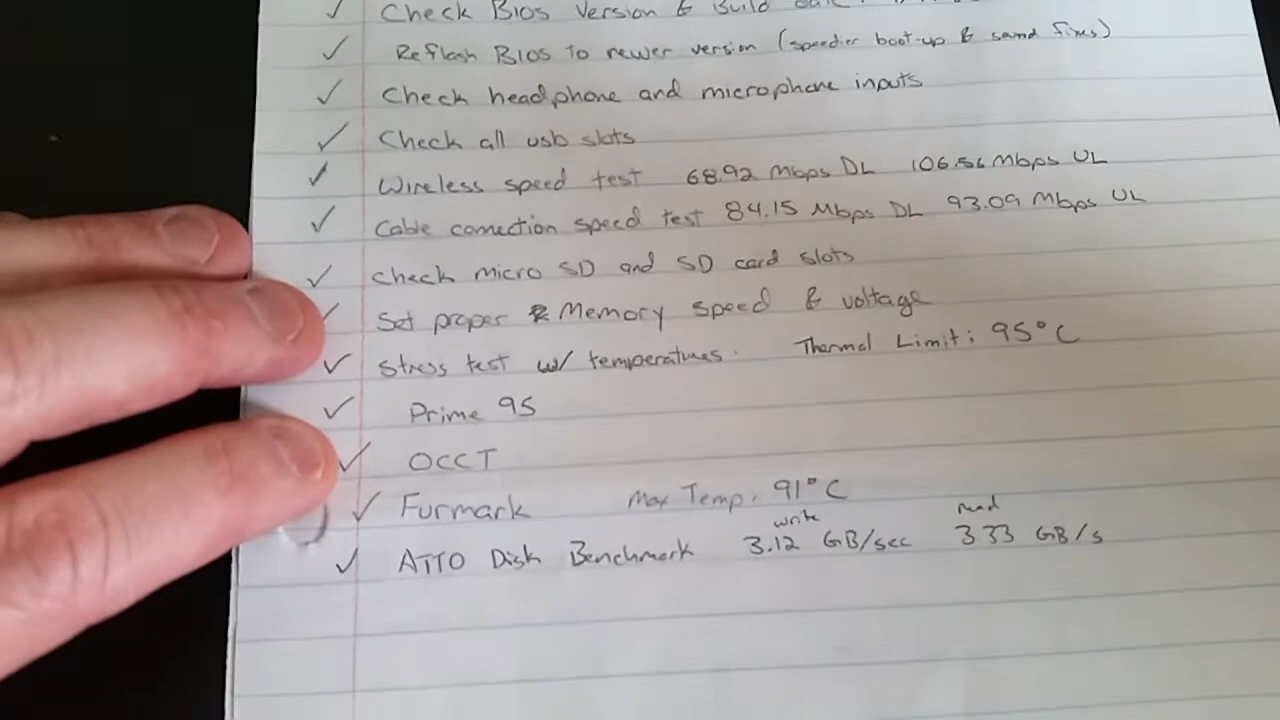 ✓ Check Bios Version & Build
✓ Reflash BIOS to newer version (speedier boot-up & sound fixes)
✓ Check headphone and microphone inputs
✓ Check all usb slots
✓ Wireless speed test 68.92 Mbps DL 106.56 Mbps UL
✓ Cable connection speed test 84.15 Mbps DL 93.09 Mbps UL
✓ Check micro SD and SD card slots
✓ Set proper Memory speed & voltage
✓ Stress test w/ temperatures. Thermal Limit: 95°C
✓ Prime 95
✓ OCCT
✓ Furmark Max Temp. 91°C
write read
✓ ATTO Disk Benchmark 3.12 GB/sec 3.33 GB/s